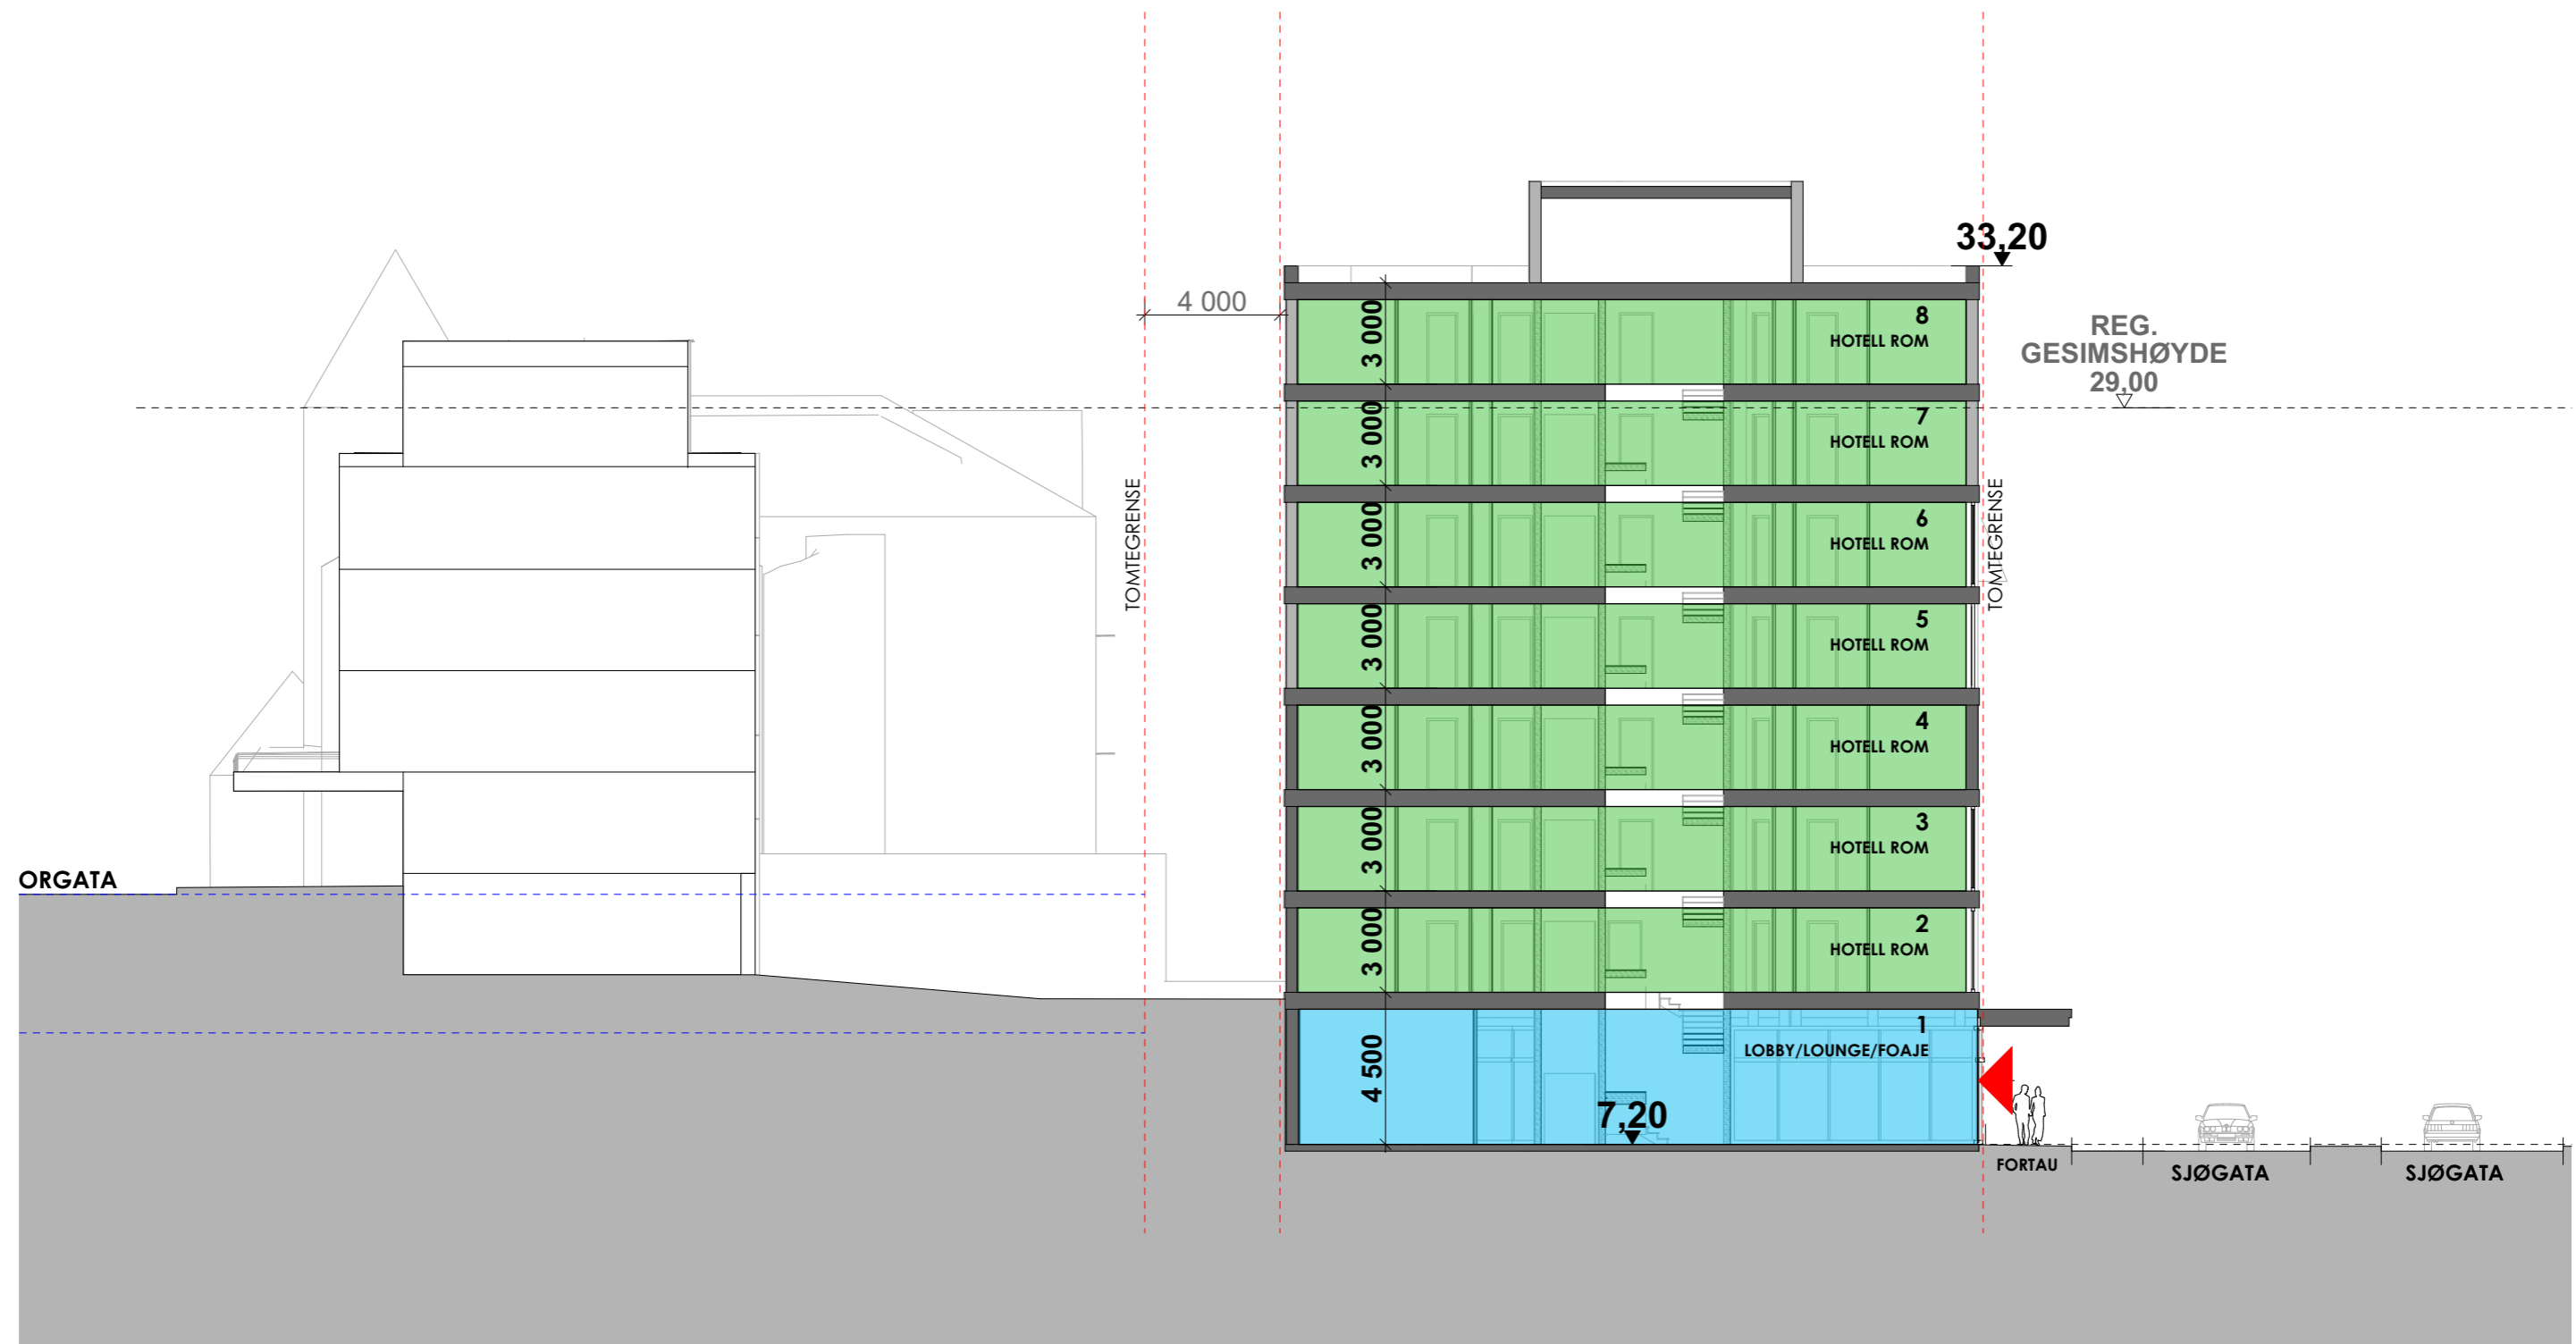 33,20
4 000
REG.
GESIMSHØYDE
29,00
3 000
8
HOTELL ROM
3 000
7
HOTELL ROM
TOMTEGRENSE
TOMTEGRENSE
3 000
6
HOTELL ROM
3 000
5
HOTELL ROM
3 000
4
HOTELL ROM
3 000
3
HOTELL ROM
ORGATA
3 000
2
HOTELL ROM
4 500
1
LOBBY/LOUNGE/FOAJE
7,20
FORTAU
SJØGATA
SJØGATA